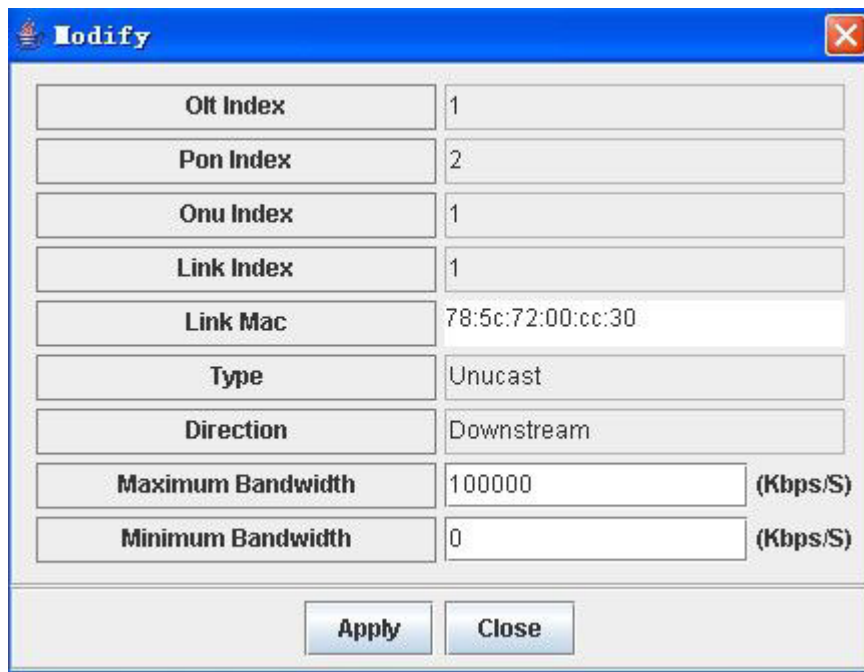 Modify
Olt Index 1
Pon Index 2
Onu Index 1
Link Index 1
Link Mac 78:5c:72:00:cc:30
Type Unucast
Direction Downstream
Maximum Bandwidth 100000 (Kbps/S)
Minimum Bandwidth 0 (Kbps/S)
Apply Close